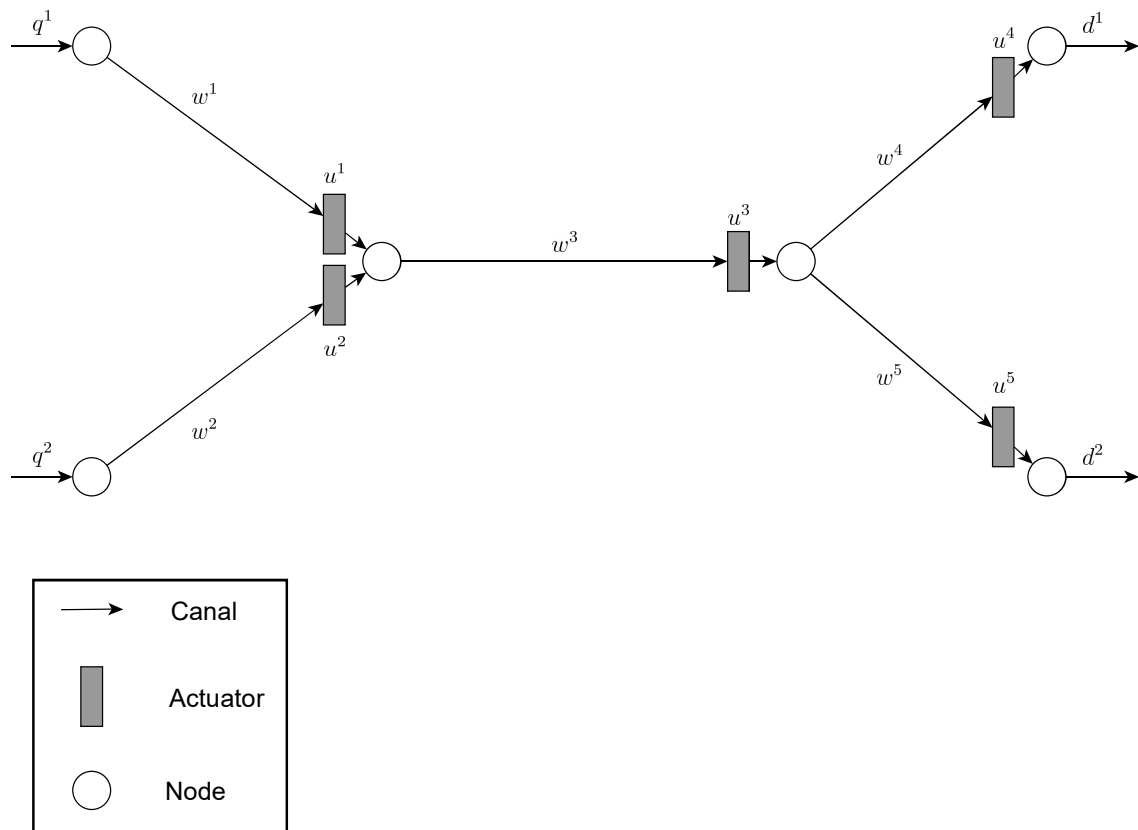 q^1
d^1
u^4
w^1
w^4
u^1
u^3
w^3
u^2
w^5
u^5
w^2
q^2
d^2
Canal
Actuator
Node